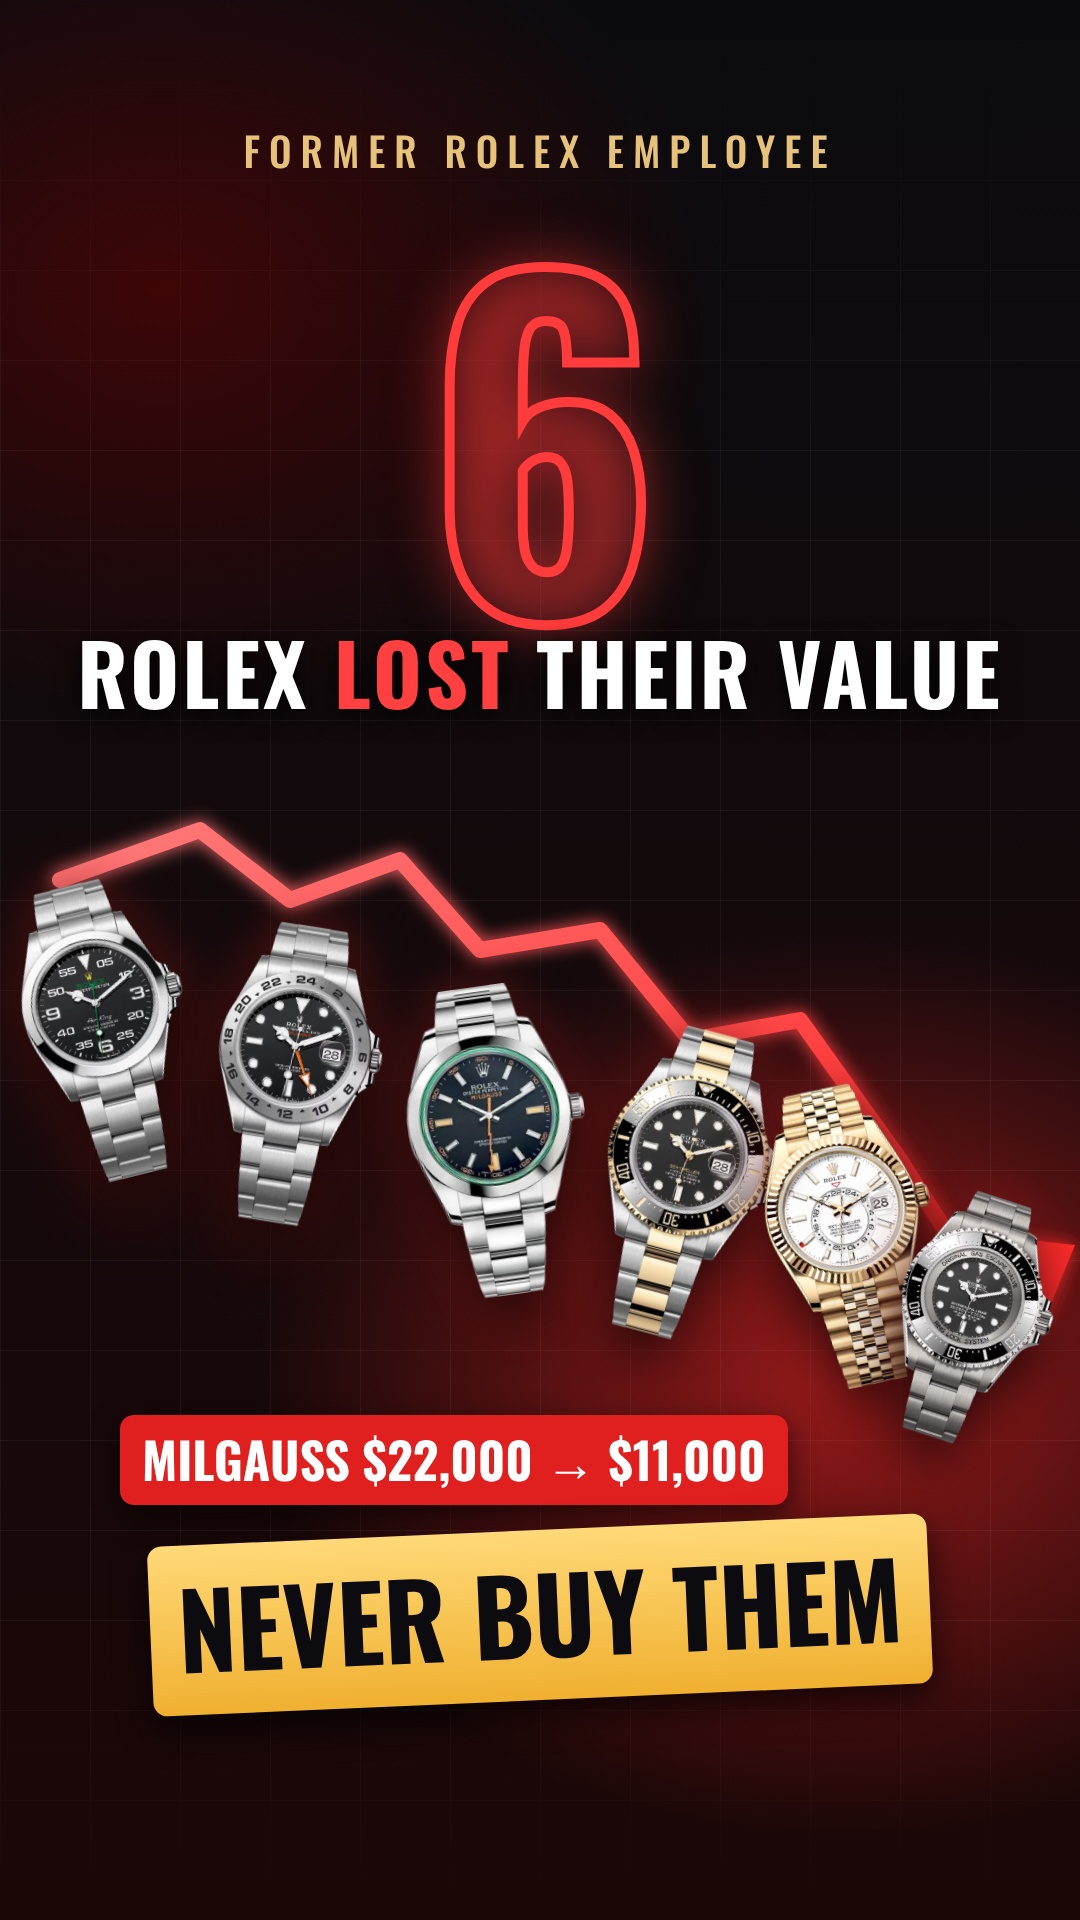 FORMER ROLEX EMPLOYEE
6
ROLEX LOST THEIR VALUE
MILGAUSS $22,000 → $11,000
NEVER BUY THEM